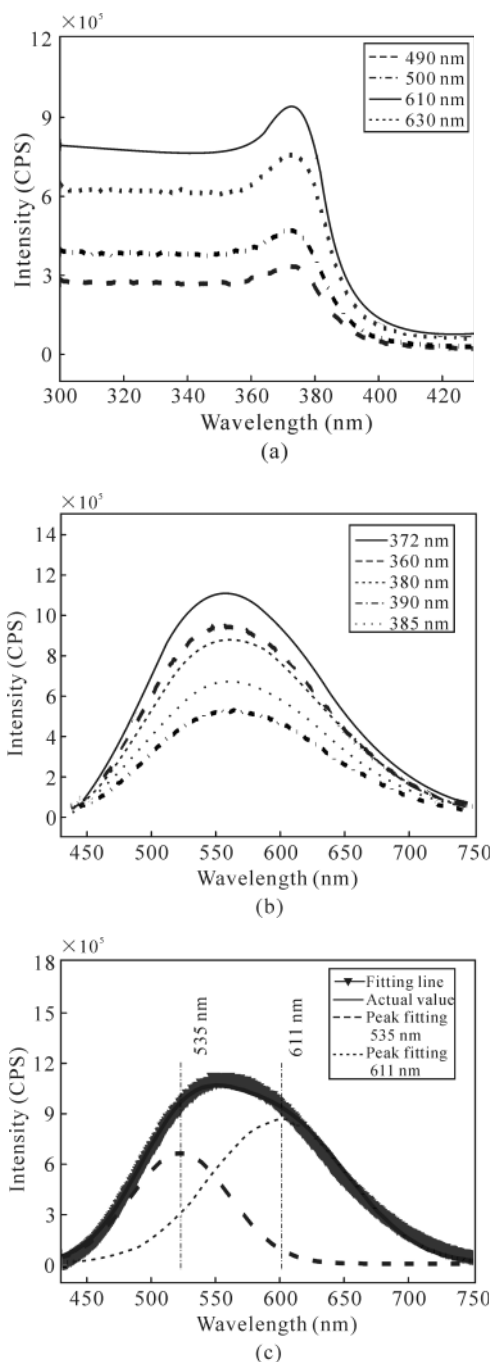 ×10⁵
12
9
6
3
0
Intensity (CPS)
490 nm
500 nm
610 nm
630 nm
300 320 340 360 380 400 420
Wavelength (nm)
(a)
×10⁵
14
12
10
8
6
4
2
0
Intensity (CPS)
372 nm
360 nm
380 nm
390 nm
385 nm
450 500 550 600 650 700 750
Wavelength (nm)
(b)
×10⁵
18
15
12
9
6
3
0
Intensity (CPS)
535 nm
611 nm
Fitting line
Actual value
Peak fitting
535 nm
Peak fitting
611 nm
450 500 550 600 650 700 750
Wavelength (nm)
(c)